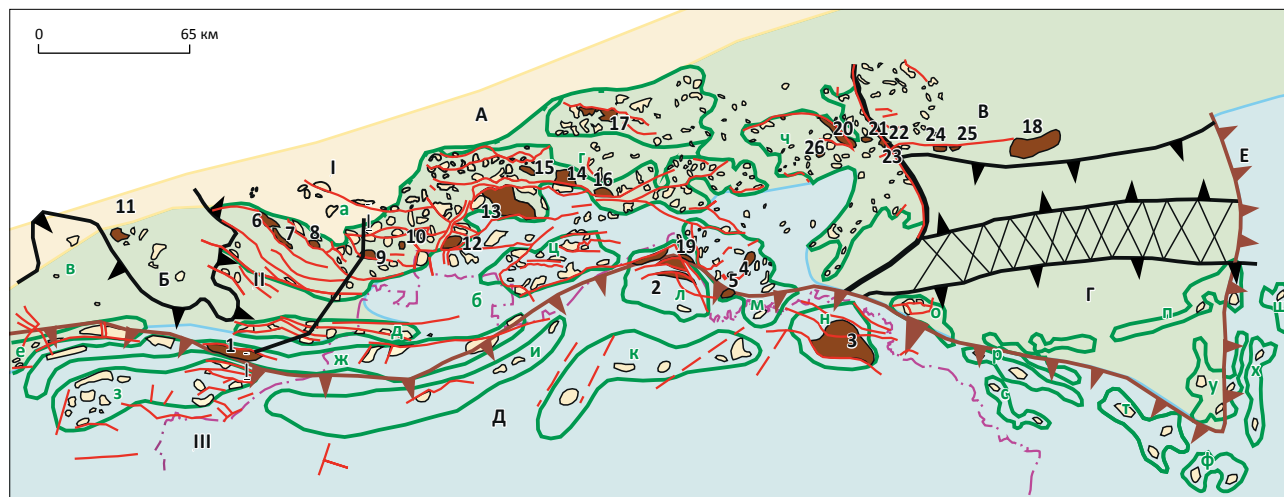 0 65 км
А
I
Б
II
III
В
Г
Д
Е
I
I
11
6
7
8
9
10
12
13
14
15
16
17
18
19
20
21
22
23
24
25
26
1
2
3
4
5
а
б
в
г
д
е
ж
з
и
к
л
м
н
о
п
р
с
т
у
ф
х
ц
ч
ш